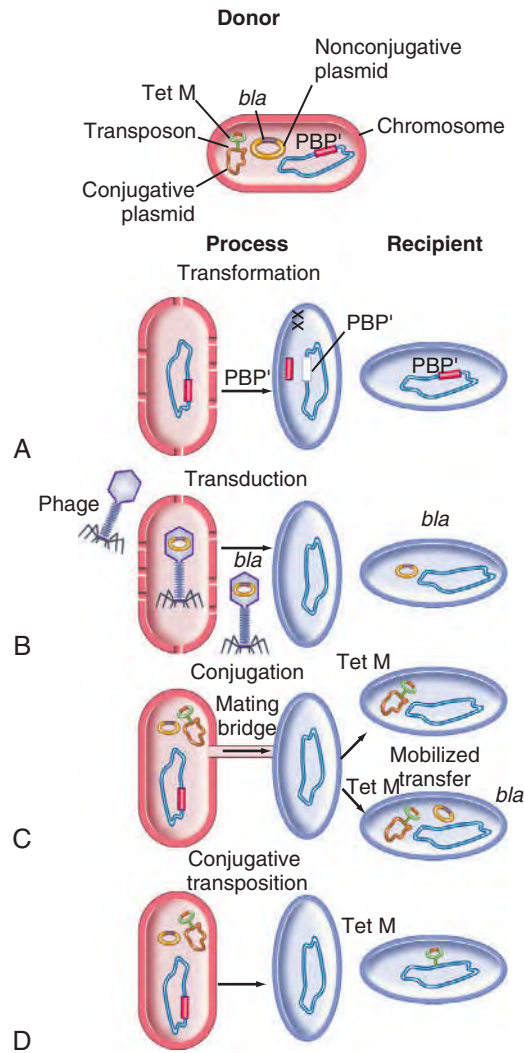 Donor
Nonconjugative
plasmid
Tet M
bla
Transposon
PBP'
Chromosome
Conjugative
plasmid
Process
Recipient
Transformation
XX
PBP'
PBP'
PBP'
A
Transduction
Phage
bla
bla
B
Conjugation
Tet M
Mating
bridge
Mobilized
transfer
Tet M
bla
C
Conjugative
transposition
Tet M
D